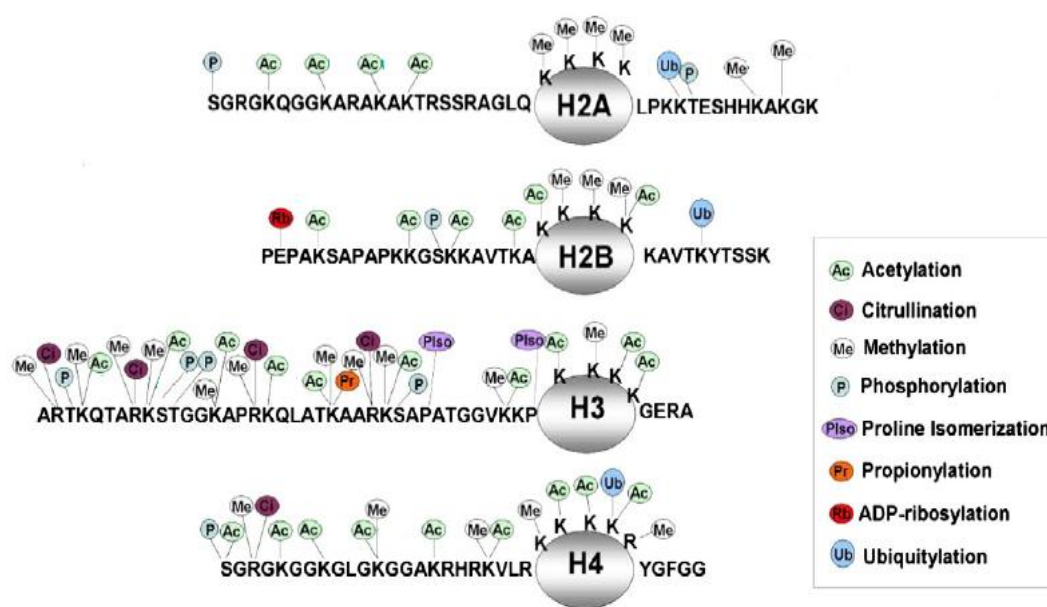 P Ac Ac Ac Ac Me Me Me Me Ub P Me Me
K K K K
SGRGKQGGKARAKAKTRSSRAGLQ H2A LPKKTESHHKAKGK
Rb Ac Ac P Ac Ac Ac Me Me Me Ac Ub
K K K K
PEPAKSAPAPKKGSKKAVTKA H2B KAVTKYTSSK
Me Ci P Me Ac Me Ci Me Ac P P Me Ac Me Ci Ac Ac Me Pr Me Ci Me Ac P PIso Me Ac PIso Ac Me Ac Ac
K K K K
ARTKQTARKSTGGKAPRKQLATKAARKSAPATGGVKKP H3 GERA
P Ac Me Ci Ac Ac Ac Me Ac Me Ac Me Ac Ac Ub Ac Me
K K K K R
SGRGKGGKGLGKGGAKRHRKVLR H4 YGFGG
Ac Acetylation
Ci Citrullination
Me Methylation
P Phosphorylation
PIso Proline Isomerization
Pr Propionylation
Rb ADP-ribosylation
Ub Ubiquitylation